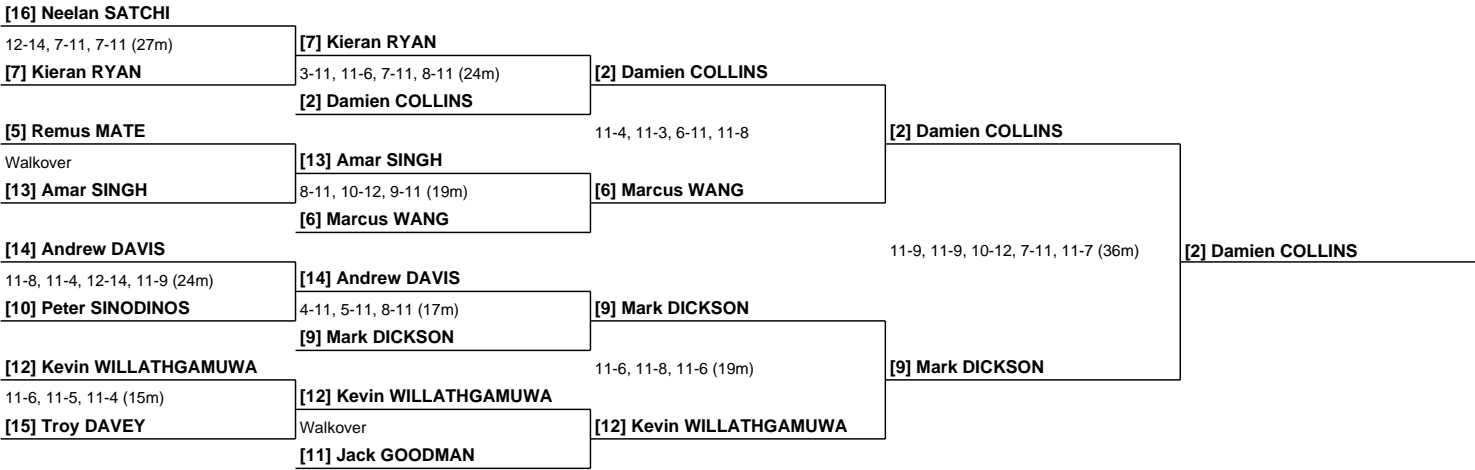 [16] Neelan SATCHI
12-14, 7-11, 7-11 (27m)
[7] Kieran RYAN
[7] Kieran RYAN
3-11, 11-6, 7-11, 8-11 (24m)
[2] Damien COLLINS
[2] Damien COLLINS
[5] Remus MATE
Walkover
[13] Amar SINGH
[13] Amar SINGH
8-11, 10-12, 9-11 (19m)
[6] Marcus WANG
11-4, 11-3, 6-11, 11-8
[6] Marcus WANG
[2] Damien COLLINS
[14] Andrew DAVIS
11-8, 11-4, 12-14, 11-9 (24m)
[10] Peter SINODINOS
[14] Andrew DAVIS
4-11, 5-11, 8-11 (17m)
[9] Mark DICKSON
[9] Mark DICKSON
[12] Kevin WILLATHGAMUWA
11-6, 11-5, 11-4 (15m)
[15] Troy DAVEY
[12] Kevin WILLATHGAMUWA
Walkover
[11] Jack GOODMAN
11-6, 11-8, 11-6 (19m)
[12] Kevin WILLATHGAMUWA
[9] Mark DICKSON
11-9, 11-9, 10-12, 7-11, 11-7 (36m)
[2] Damien COLLINS